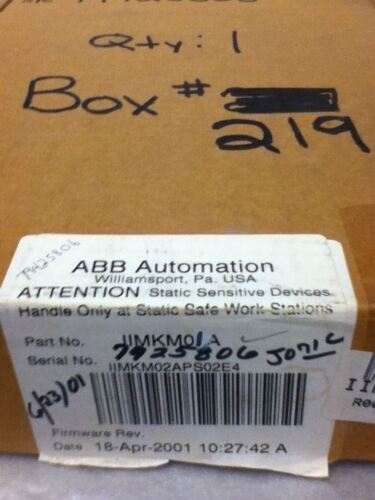 Qty: 1
Box #
219
79425806
ABB Automation
Williamsport, Pa. USA
ATTENTION Static Sensitive Devices
Handle Only at Static Safe Work Stations
Part No. IIMKM01A
7925806
Serial No. IIMKM02APS02E4
6/23/01
Firmware Rev.
Date 18-Apr-2001 10:27:42 A